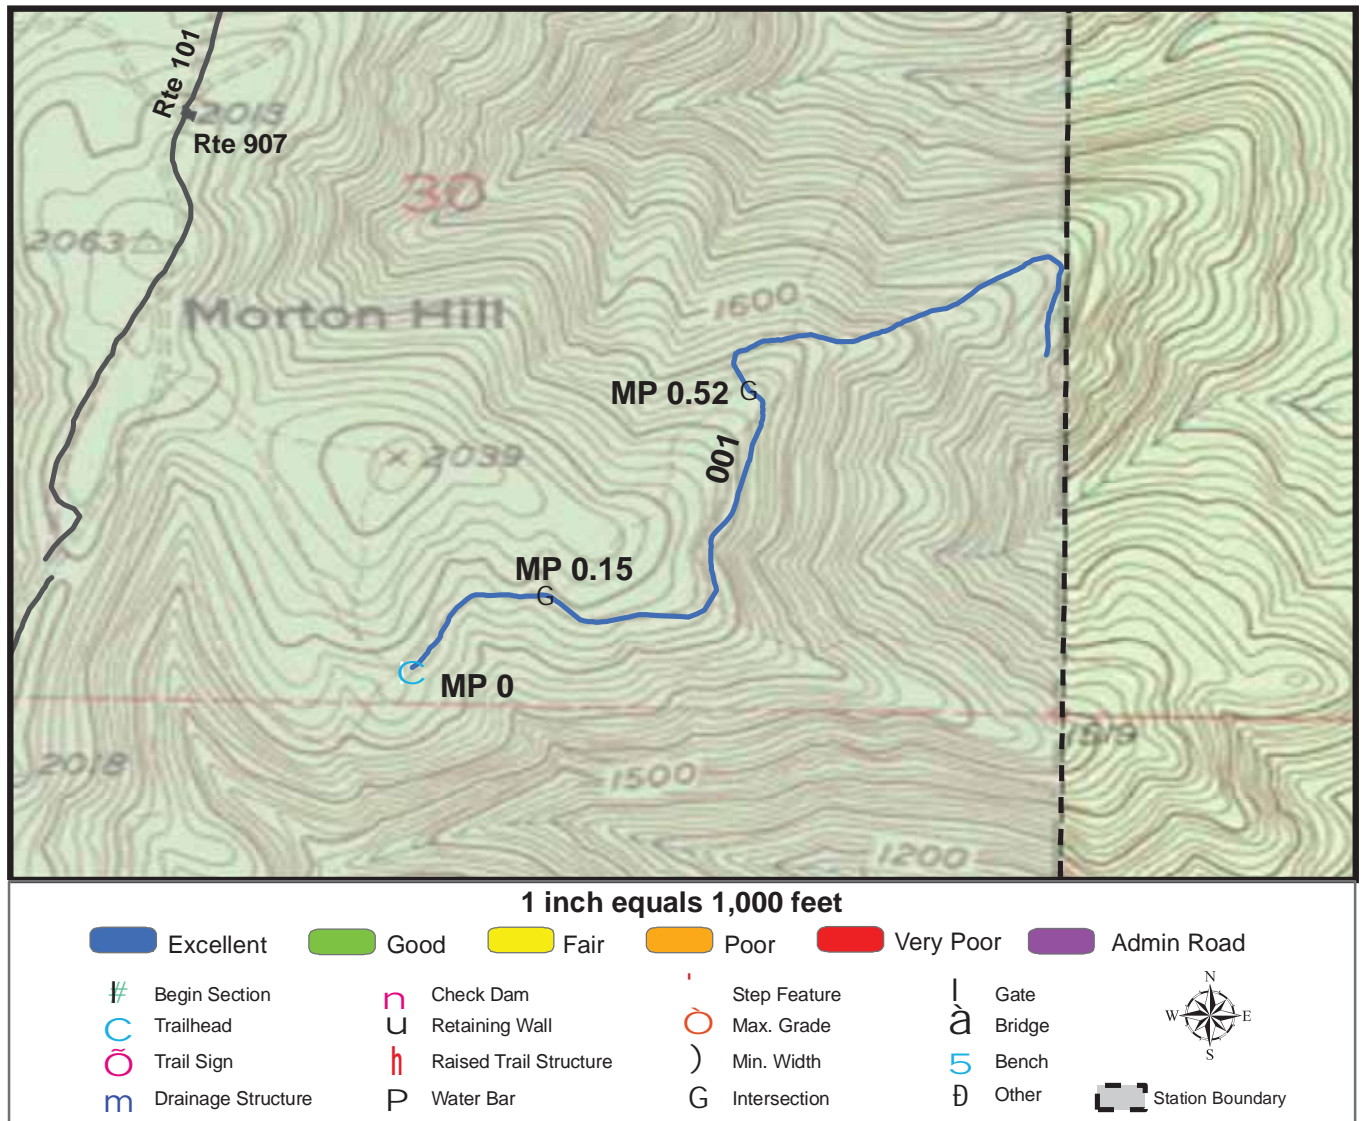 Rte 101
2013
Rte 907
30
2063
Morton Hill
1600
MP 0.52
G
001
2039
MP 0.15
G
C
MP 0
1519
2018
1500
1200
1 inch equals 1,000 feet
Excellent Good Fair Poor Very Poor Admin Road
# Begin Section
n Check Dam
' Step Feature
l Gate
C Trailhead
u Retaining Wall
Ò Max. Grade
à Bridge
Õ Trail Sign
h Raised Trail Structure
) Min. Width
5 Bench
m Drainage Structure
P Water Bar
G Intersection
Ð Other
Station Boundary
N
W E
S